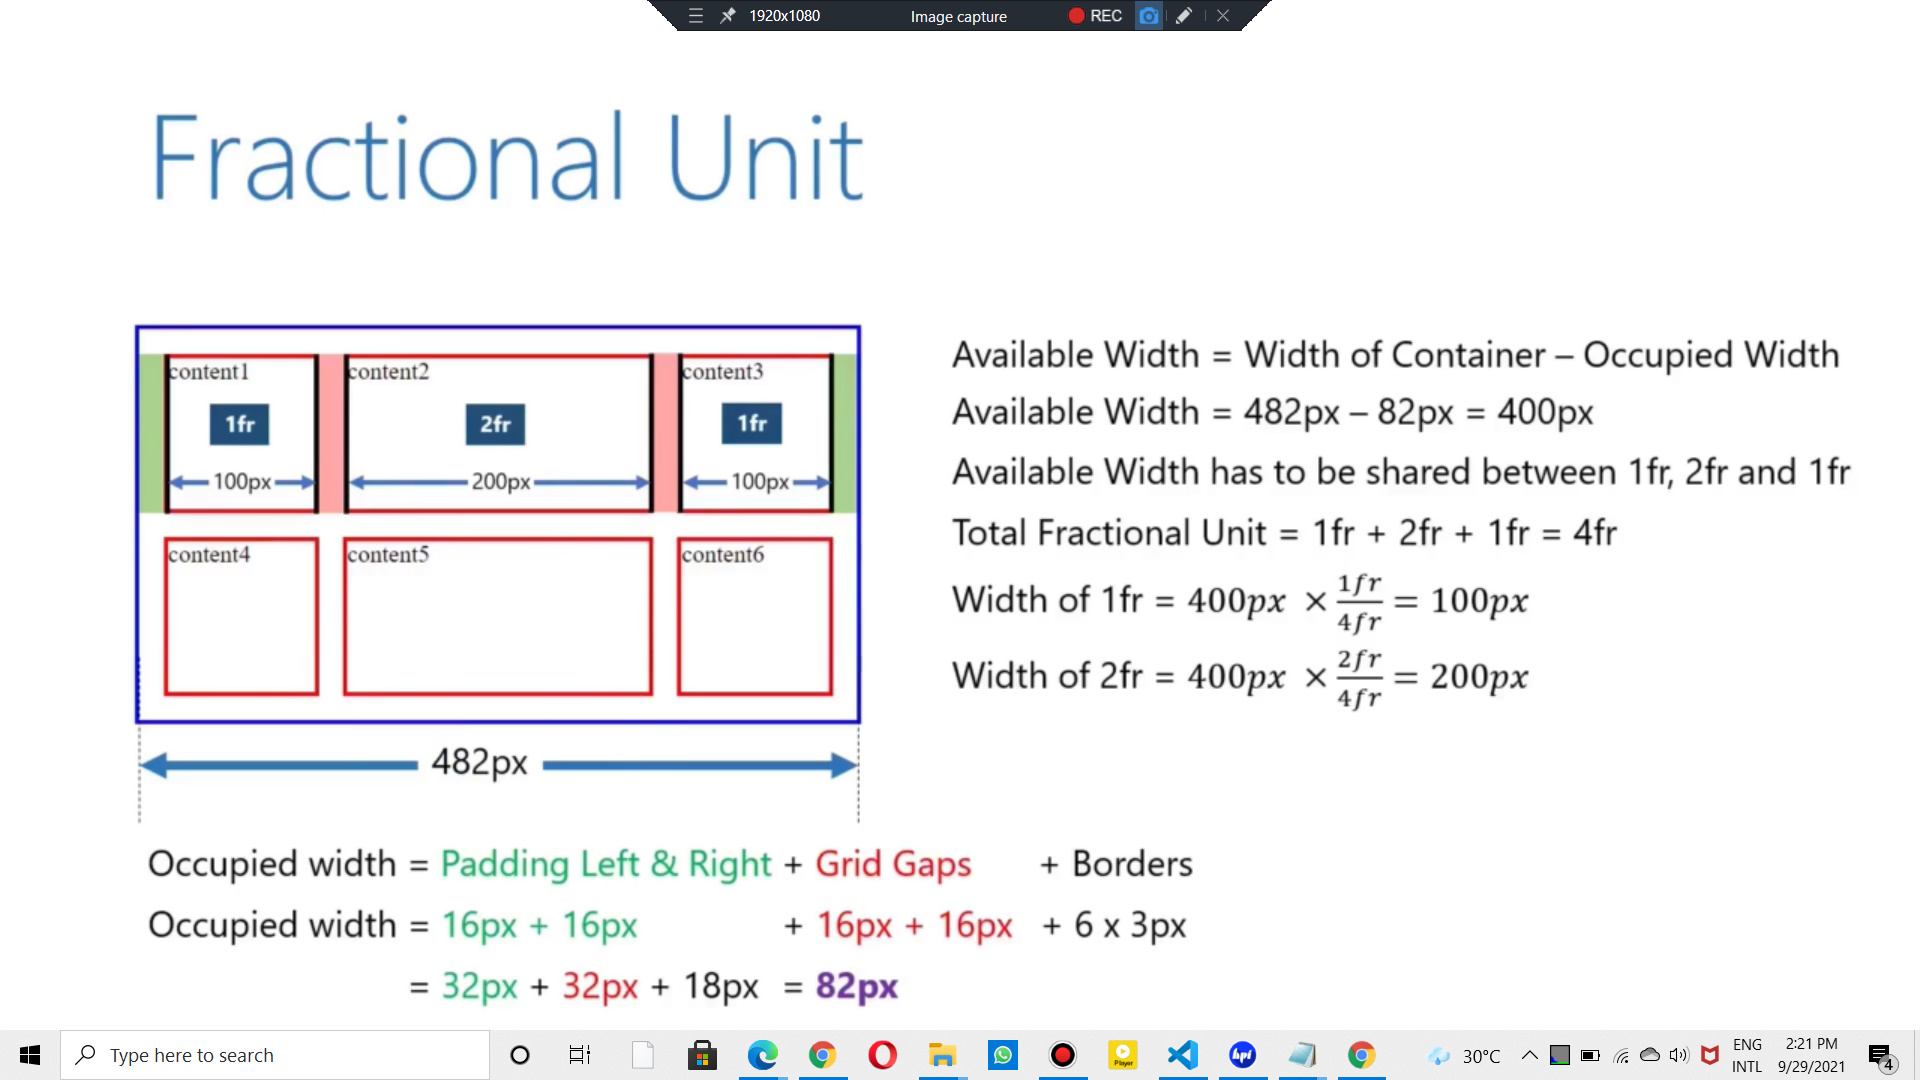 1920x1080 Image capture REC
Fractional Unit
content1 content2 content3
1fr 2fr 1fr
100px 200px 100px
content4 content5 content6
482px
Available Width = Width of Container – Occupied Width
Available Width = 482px – 82px = 400px
Available Width has to be shared between 1fr, 2fr and 1fr
Total Fractional Unit = 1fr + 2fr + 1fr = 4fr
Width of 1fr = 400px × 1fr/4fr = 100px
Width of 2fr = 400px × 2fr/4fr = 200px
Occupied width = Padding Left & Right + Grid Gaps + Borders
Occupied width = 16px + 16px + 16px + 16px + 6 x 3px
= 32px + 32px + 18px = 82px
Type here to search
hpi
Player
30°C
ENG
INTL
2:21 PM
9/29/2021
4